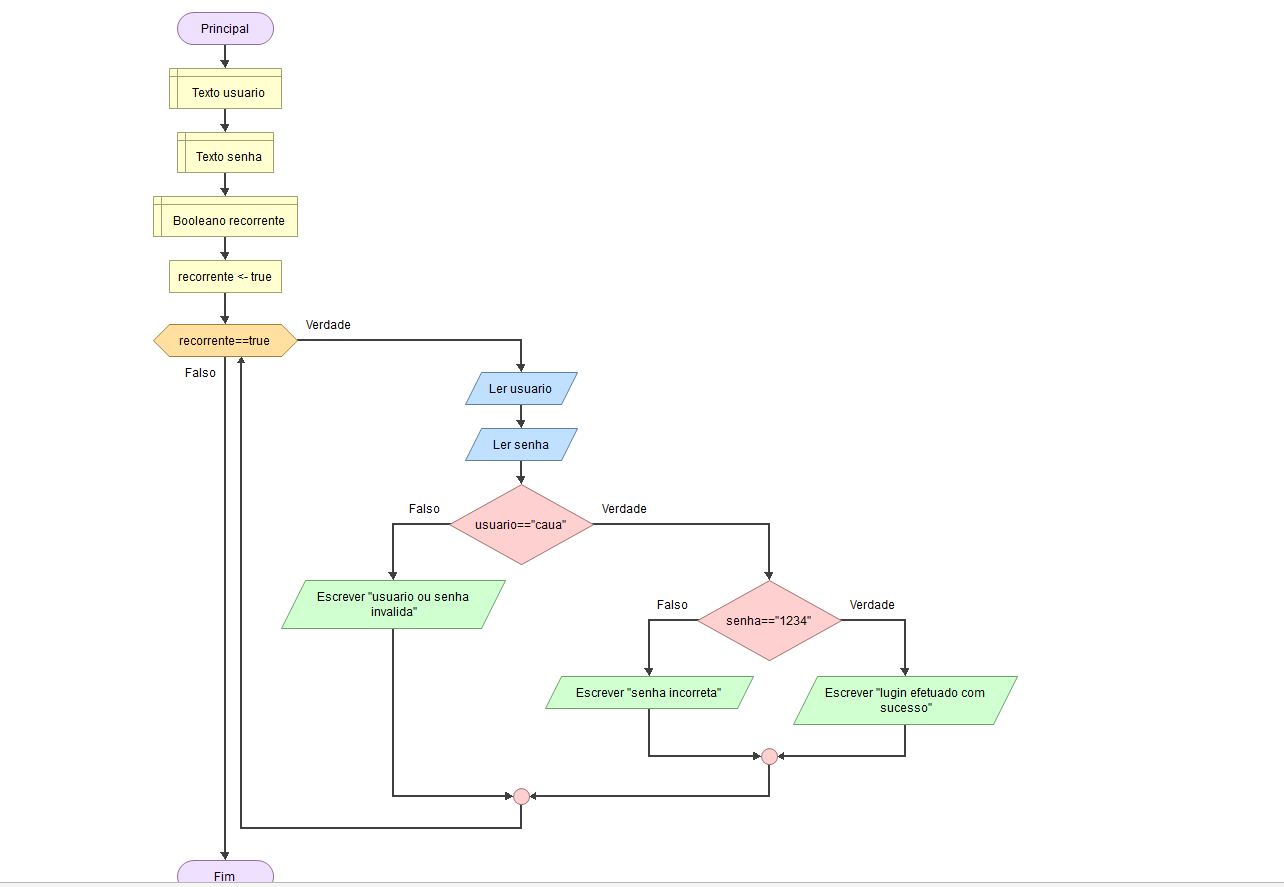 Principal
Texto usuario
Texto senha
Booleano recorrente
recorrente <- true
recorrente==true
Verdade
Falso
Ler usuario
Ler senha
usuario=="caua"
Falso
Verdade
Escrever "usuario ou senha
invalida"
senha=="1234"
Falso
Verdade
Escrever "senha incorreta"
Escrever "lugin efetuado com
sucesso"
Fim